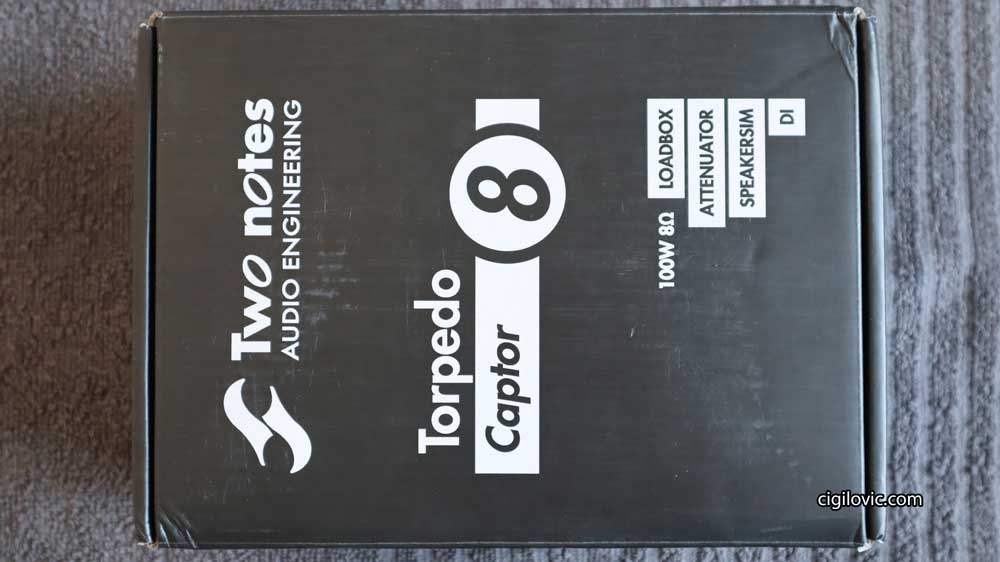 Two notes
AUDIO ENGINEERING
Torpedo
Captor 8
100W 8Ω LOADBOX
ATTENUATOR
SPEAKERSIM
DI
cigilovic.com